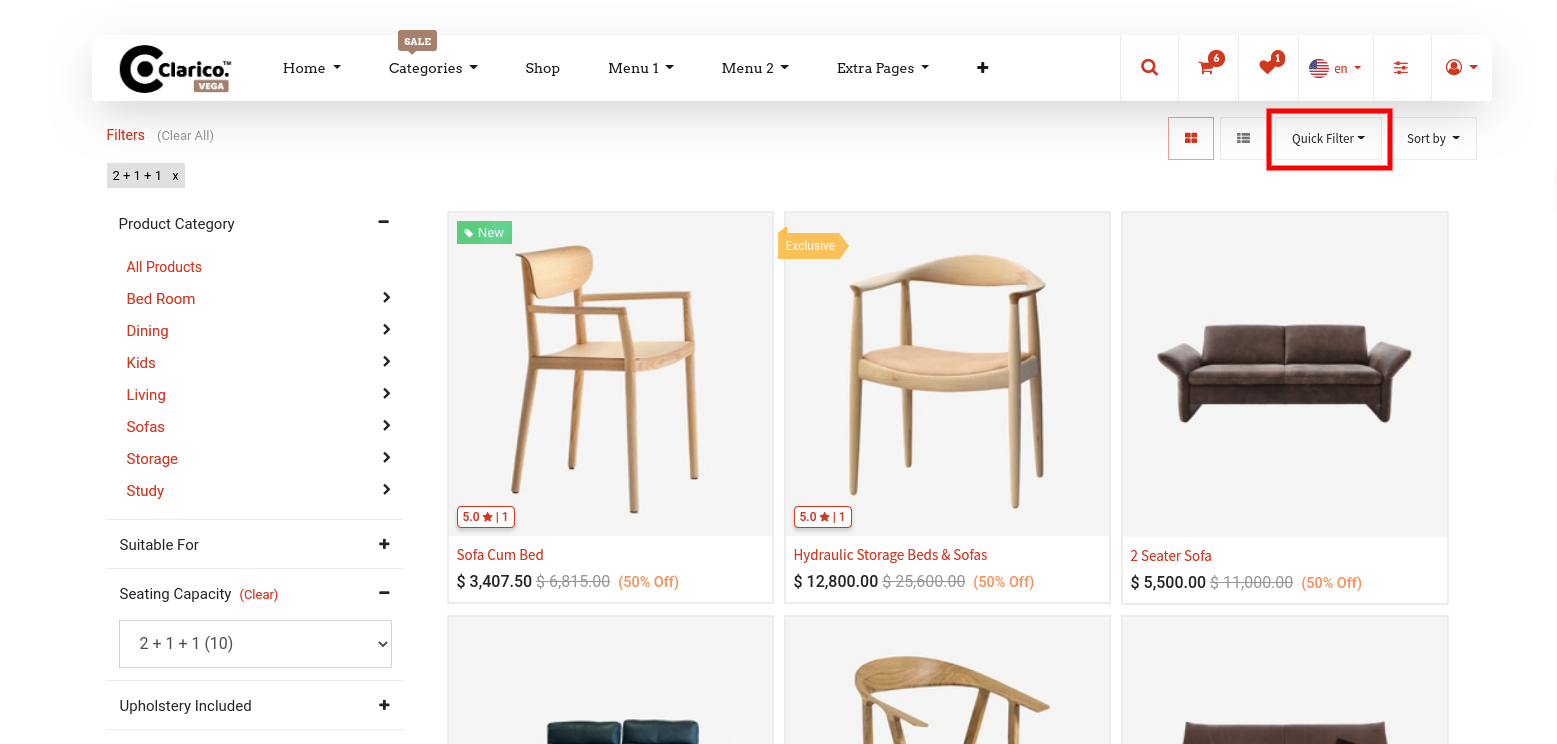 SALE
Clarico.™
VEGA
Home
Categories
Shop
Menu 1
Menu 2
Extra Pages
6
1
en
Filters (Clear All)
Quick Filter
Sort by
2 + 1 + 1 x
Product Category
All Products
Bed Room
Dining
Kids
Living
Sofas
Storage
Study
Suitable For
Seating Capacity (Clear)
2 + 1 + 1 (10)
Upholstery Included
New
5.0 ★ | 1
Sofa Cum Bed
$ 3,407.50 $ 6,815.00 (50% Off)
Exclusive
5.0 ★ | 1
Hydraulic Storage Beds & Sofas
$ 12,800.00 $ 25,600.00 (50% Off)
2 Seater Sofa
$ 5,500.00 $ 11,000.00 (50% Off)